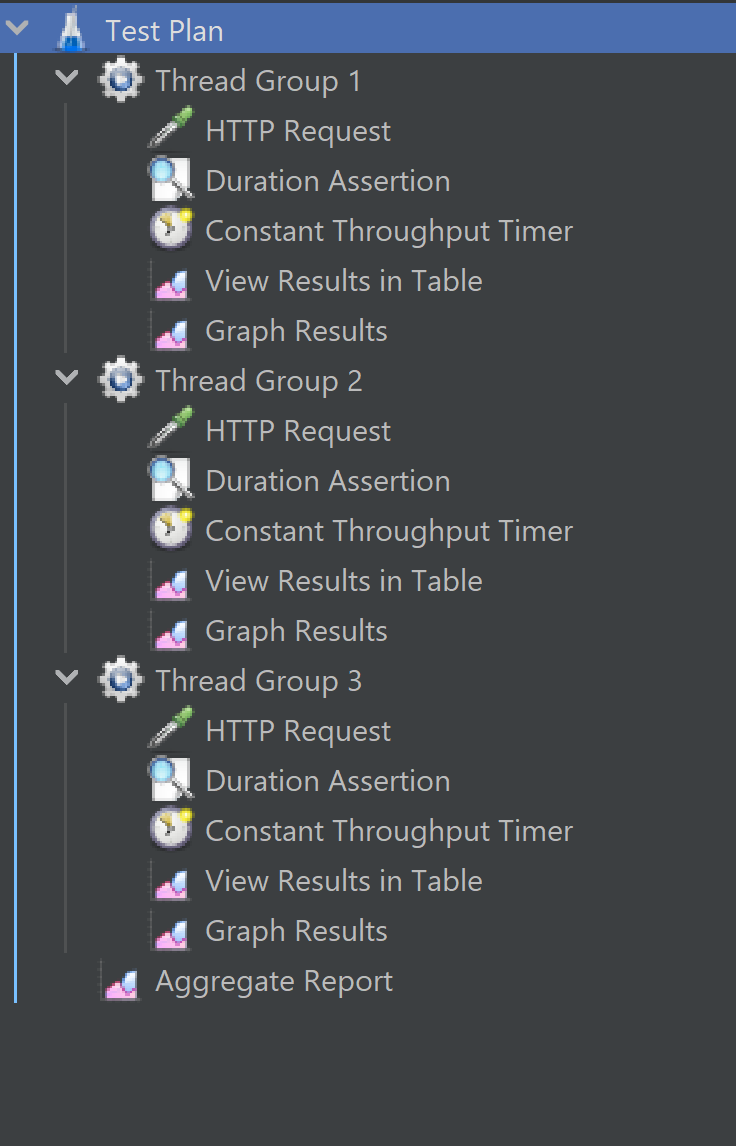 Test Plan
Thread Group 1
HTTP Request
Duration Assertion
Constant Throughput Timer
View Results in Table
Graph Results
Thread Group 2
HTTP Request
Duration Assertion
Constant Throughput Timer
View Results in Table
Graph Results
Thread Group 3
HTTP Request
Duration Assertion
Constant Throughput Timer
View Results in Table
Graph Results
Aggregate Report